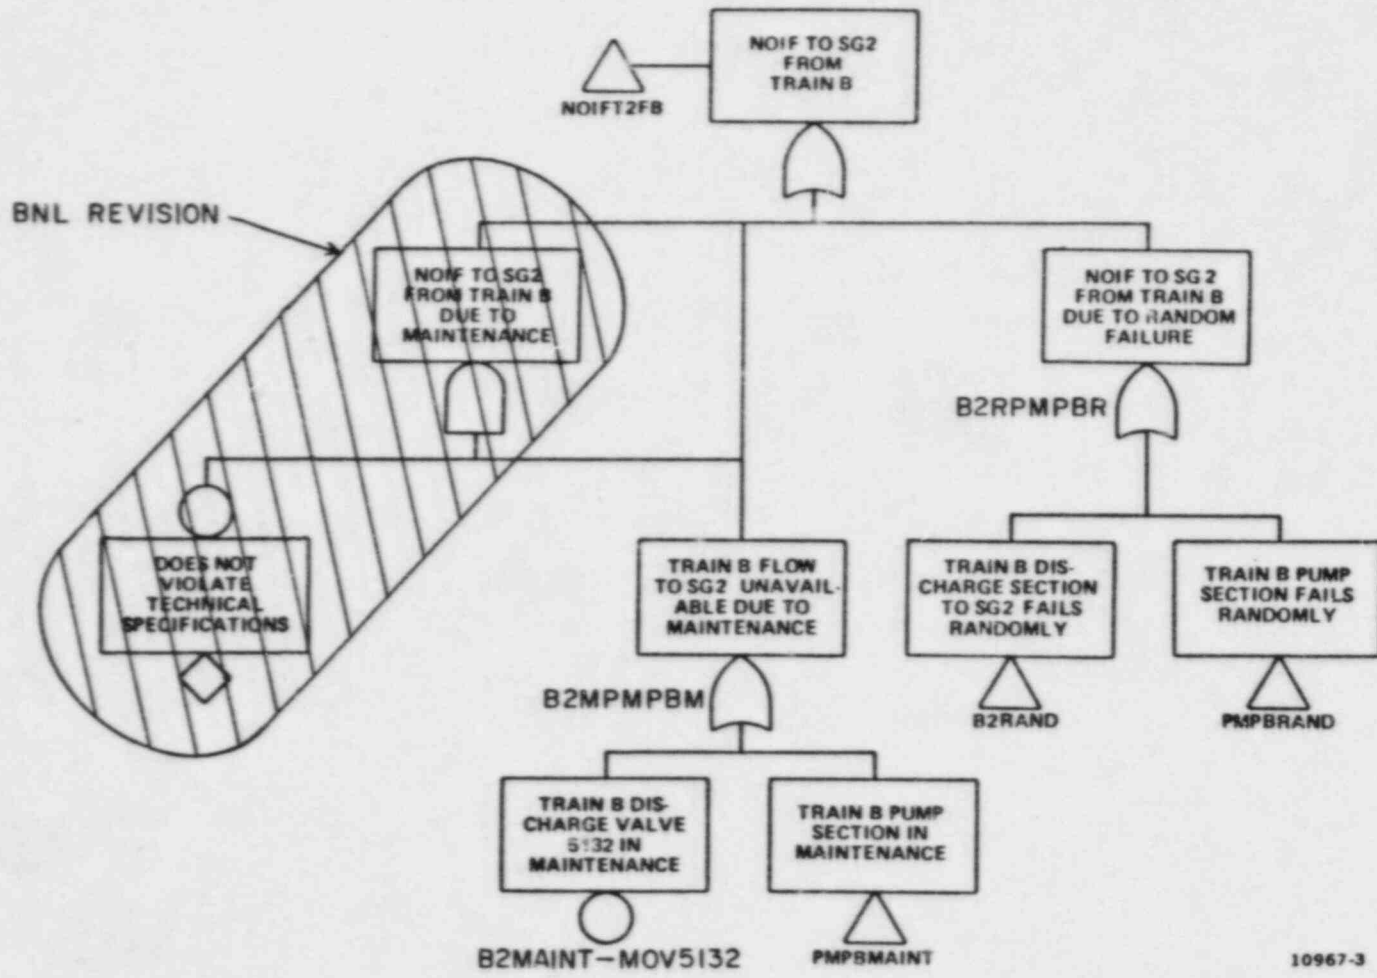 NOIF TO SG2
FROM
TRAIN B
NOIFT2FB
BNL REVISION
NOIF TO SG2
FROM TRAIN B
DUE TO
MAINTENANCE
NOIF TO SG 2
FROM TRAIN B
DUE TO RANDOM
FAILURE
B2RPMPBR
DOES NOT
VIOLATE
TECHNICAL
SPECIFICATIONS
TRAIN B FLOW
TO SG2 UNAVAIL-
ABLE DUE TO
MAINTENANCE
TRAIN B DIS-
CHARGE SECTION
TO SG2 FAILS
RANDOMLY
TRAIN B PUMP
SECTION FAILS
RANDOMLY
B2MPMPBM
B2RAND
PMPBRAND
TRAIN B DIS-
CHARGE VALVE
5132 IN
MAINTENANCE
TRAIN B PUMP
SECTION IN
MAINTENANCE
B2MAINT-MOV5132
PMPBMAINT
10967-3